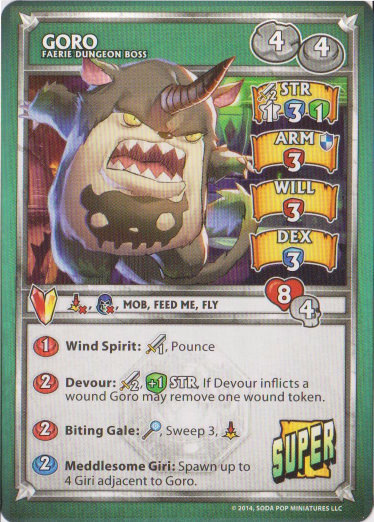 GORO 4 4
FAERIE DUNGEON BOSS
2 STR
1 3 1
ARM
3
WILL
3
DEX
3
8
4
MOB, FEED ME, FLY
1 Wind Spirit: 1, Pounce
2 Devour: 2, +1 STR, If Devour inflicts a
wound Goro may remove one wound token.
2 Biting Gale: , Sweep 3,
2 Meddlesome Giri: Spawn up to
4 Giri adjacent to Goro.
SUPER
© 2014, SODA POP MINIATURES LLC